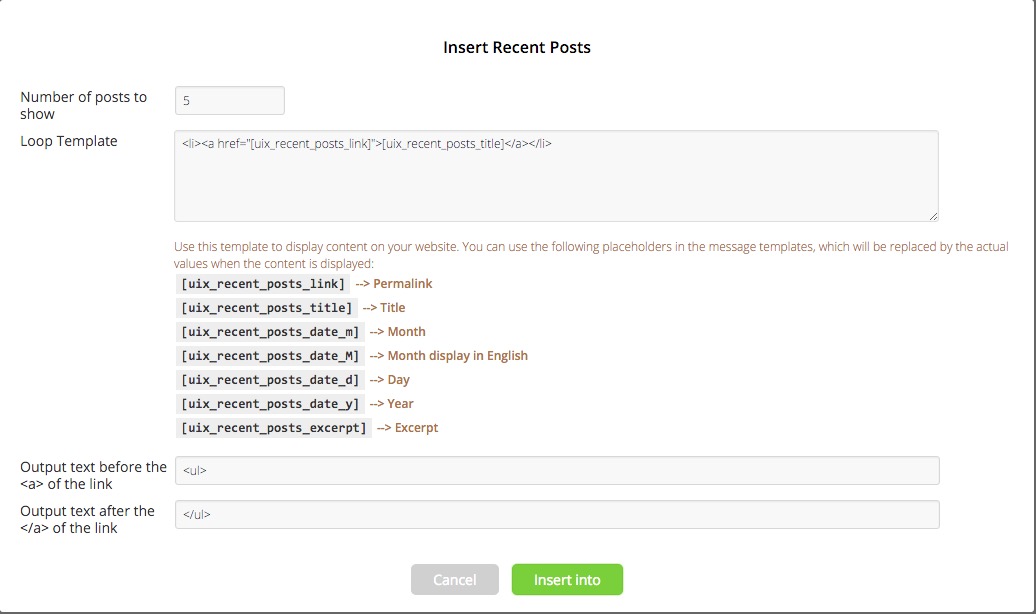 Insert Recent Posts
Number of posts to
show
5
Loop Template
<li><a href="[uix_recent_posts_link]">[uix_recent_posts_title]</a></li>
Use this template to display content on your website. You can use the following placeholders in the message templates, which will be replaced by the actual
values when the content is displayed:
[uix_recent_posts_link] --> Permalink
[uix_recent_posts_title] --> Title
[uix_recent_posts_date_m] --> Month
[uix_recent_posts_date_M] --> Month display in English
[uix_recent_posts_date_d] --> Day
[uix_recent_posts_date_y] --> Year
[uix_recent_posts_excerpt] --> Excerpt
Output text before the
<a> of the link
<ul>
Output text after the
</a> of the link
</ul>
Cancel
Insert into